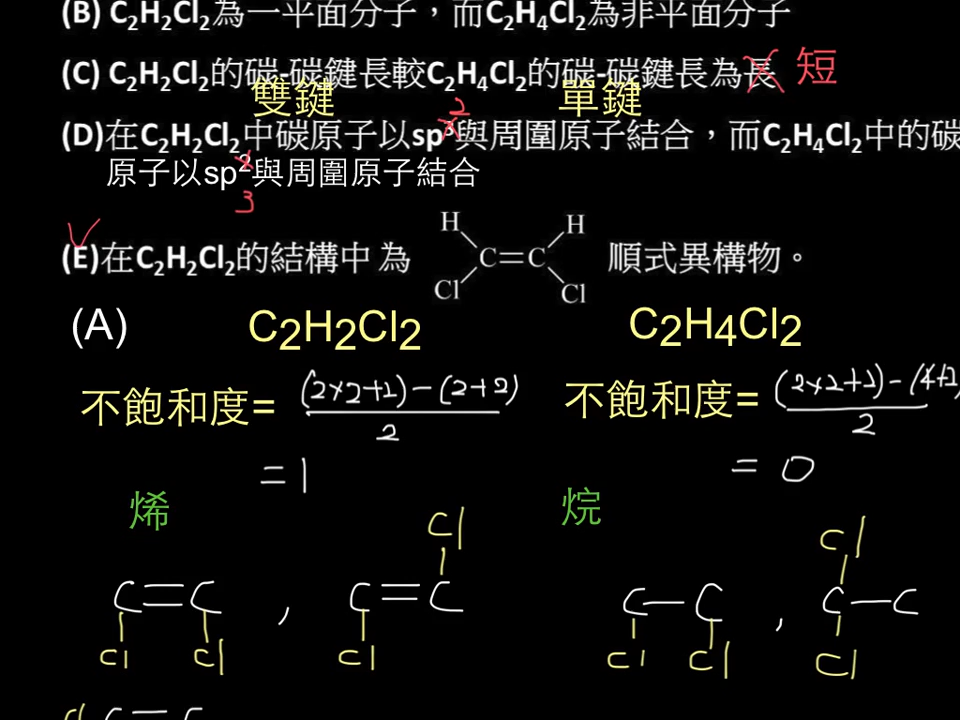 (B) C₂H₂Cl₂為一平面分子，而C₂H₄Cl₂為非平面分子
(C) C₂H₂Cl₂的碳-碳鍵長較C₂H₄Cl₂的碳-碳鍵長為長 短
雙鍵 單鍵
(D)在C₂H₂Cl₂中碳原子以sp³與周圍原子結合，而C₂H₄Cl₂中的碳
2
原子以sp²與周圍原子結合
3
H H
(E)在C₂H₂Cl₂的結構中 為 C=C 順式異構物。
Cl Cl
(A) C₂H₂Cl₂ C₂H₄Cl₂
不飽和度= (2×2+2)-(2+2) / 2 不飽和度= (2×2+2)-(4+2) / 2
=1 = 0
烯 烷
Cl Cl
C=C , C=C C-C , C-C
Cl Cl Cl Cl Cl Cl
C=C